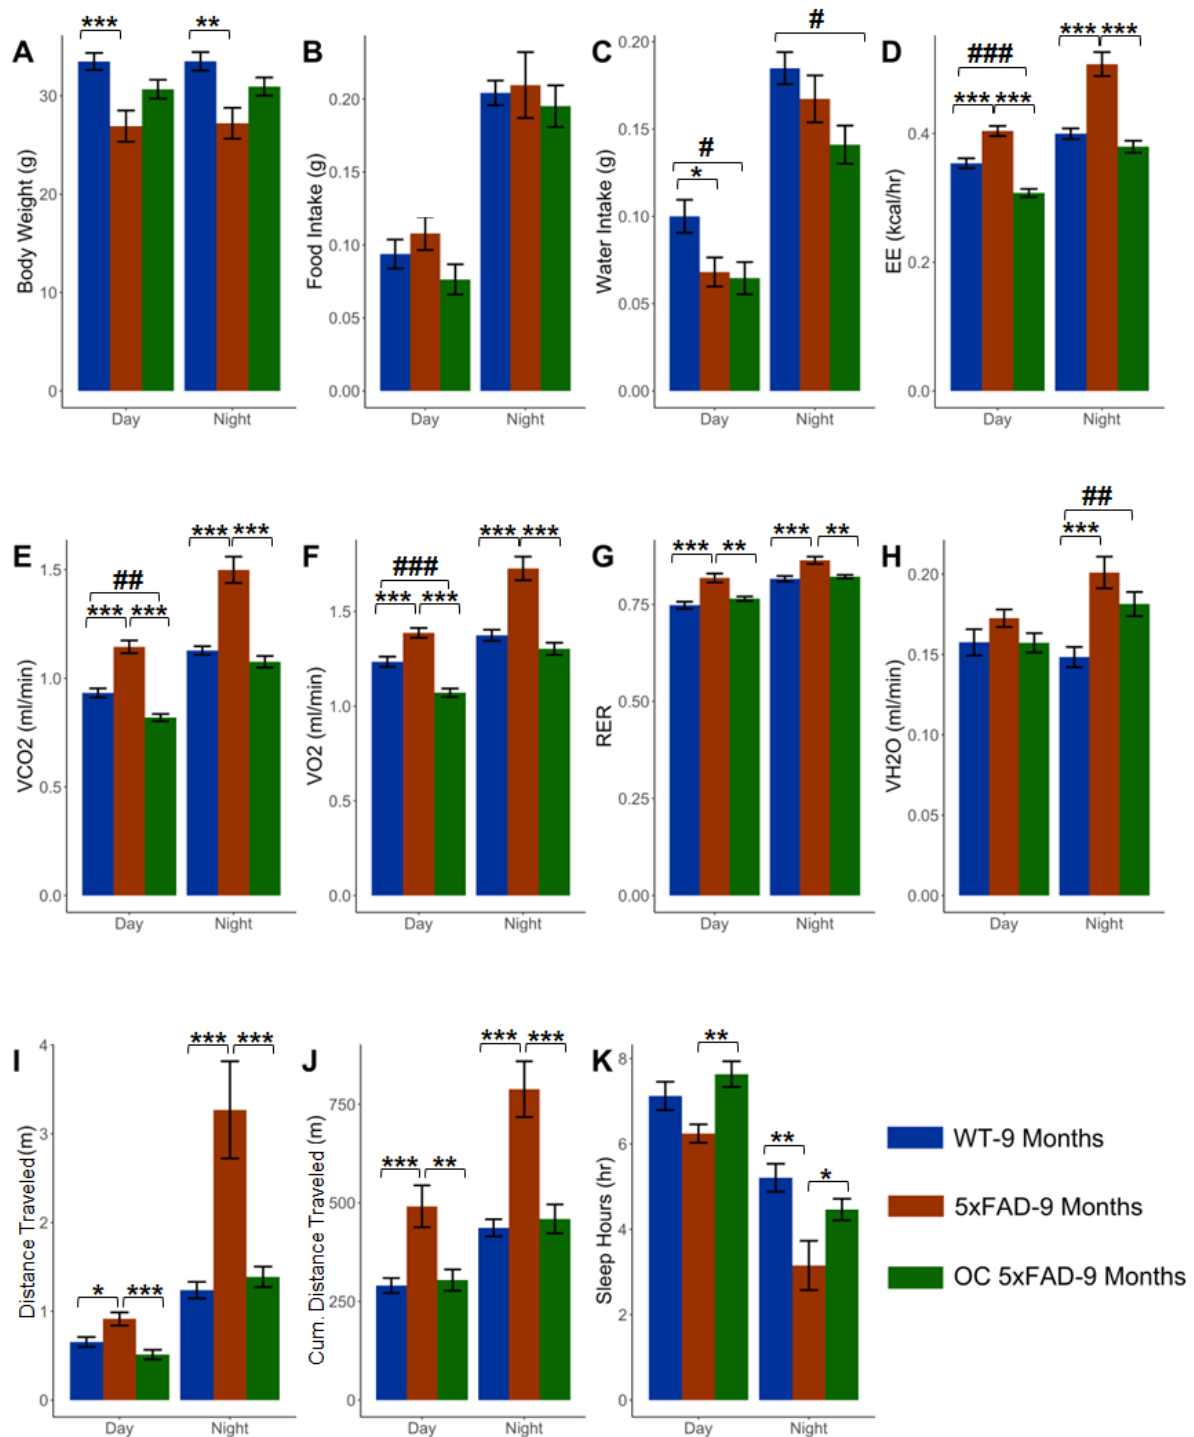 A
*** **
Body Weight (g)
30
20
10
0
Day Night
B
Food Intake (g)
0.20
0.15
0.10
0.05
0.00
Day Night
C
#
#
*
Water Intake (g)
0.20
0.15
0.10
0.05
0.00
Day Night
D
*** ***
###
*** ***
EE (kcal/hr)
0.4
0.2
0.0
Day Night
E
*** ***
##
*** ***
VCO2 (ml/min)
1.5
1.0
0.5
0.0
Day Night
F
*** ***
###
*** ***
VO2 (ml/min)
1.5
1.0
0.5
0.0
Day Night
G
*** **
*** **
RER
0.75
0.50
0.25
0.00
Day Night
H
##
***
VH2O (ml/min)
0.20
0.15
0.10
0.05
0.00
Day Night
I
*** ***
* ***
Distance Traveled(m)
4
3
2
1
0
Day Night
J
*** ***
*** **
Cum. Distance Traveled (m)
750
500
250
0
Day Night
K
**
**
*
Sleep Hours (hr)
8
6
4
2
0
Day Night
WT-9 Months
5xFAD-9 Months
OC 5xFAD-9 Months